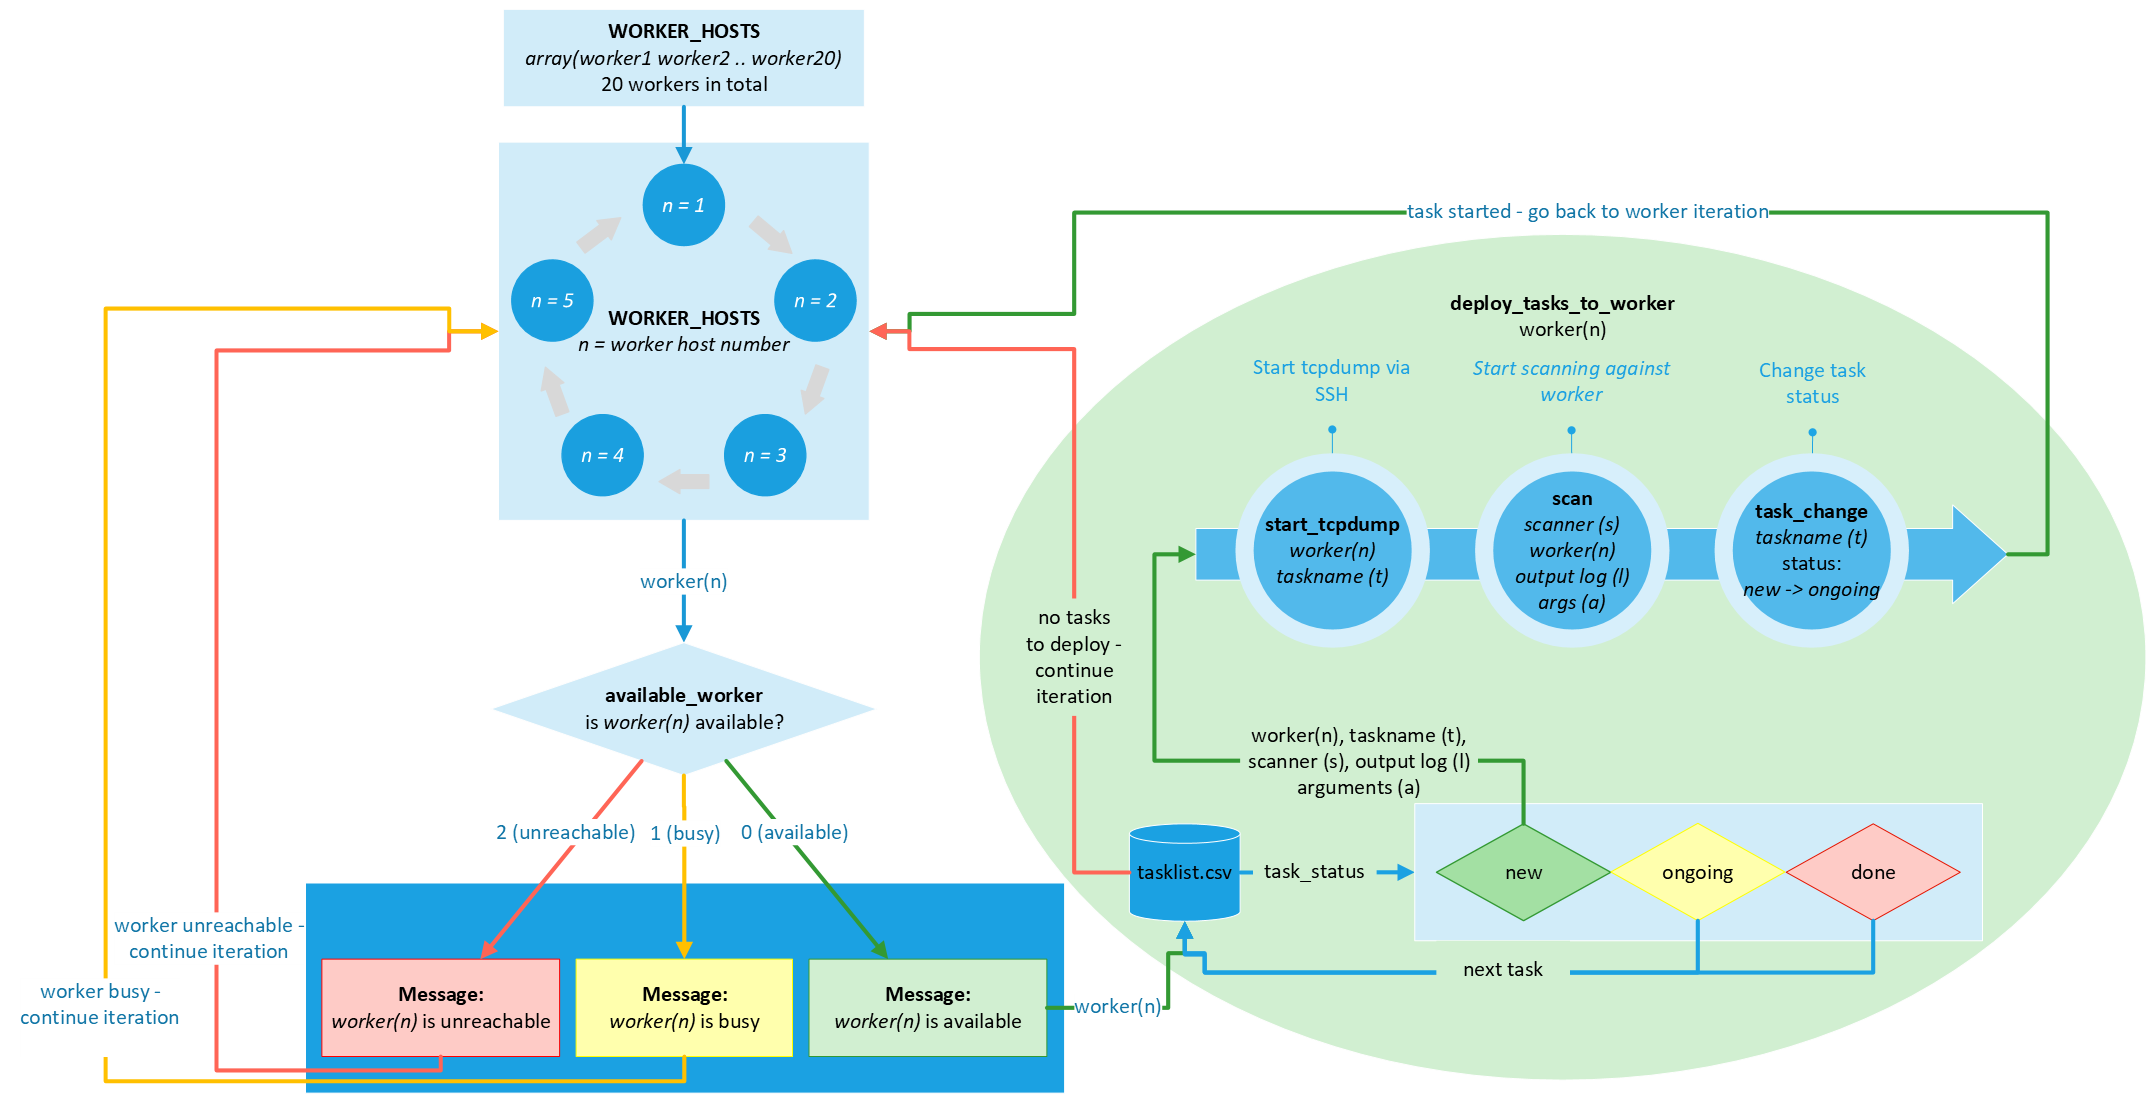 WORKER_HOSTS
array(worker1 worker2 .. worker20)
20 workers in total
n = 1
n = 2
n = 3
n = 4
n = 5
WORKER_HOSTS
n = worker host number
worker(n)
available_worker
is worker(n) available?
2 (unreachable)
1 (busy)
0 (available)
Message:
worker(n) is unreachable
Message:
worker(n) is busy
Message:
worker(n) is available
worker unreachable -
continue iteration
worker busy -
continue iteration
worker(n)
task started - go back to worker iteration
deploy_tasks_to_worker
worker(n)
Start tcpdump via
SSH
Start scanning against
worker
Change task
status
start_tcpdump
worker(n)
taskname (t)
scan
scanner (s)
worker(n)
output log (l)
args (a)
task_change
taskname (t)
status:
new -> ongoing
no tasks
to deploy -
continue
iteration
worker(n), taskname (t),
scanner (s), output log (l)
arguments (a)
tasklist.csv
task_status
new
ongoing
done
next task